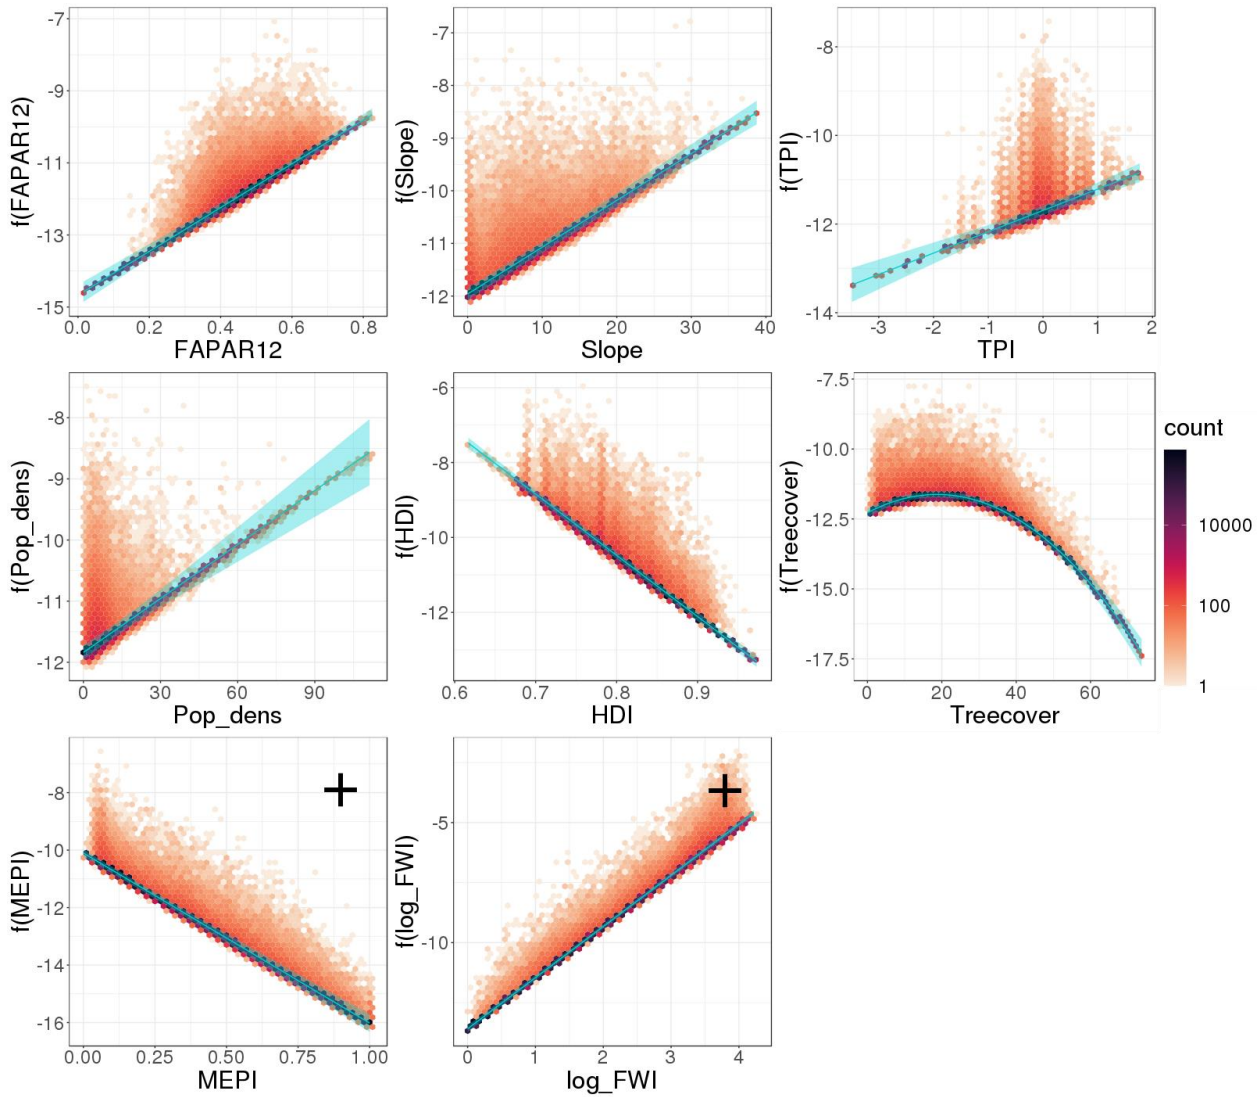 f(FAPAR12)
-7
-9
-11
-13
-15
0.0 0.2 0.4 0.6 0.8
FAPAR12
f(Slope)
-7
-8
-9
-10
-11
-12
0 10 20 30 40
Slope
f(TPI)
-8
-10
-12
-14
-3 -2 -1 0 1 2
TPI
f(Pop_dens)
-8
-9
-10
-11
-12
0 30 60 90
Pop_dens
f(HDI)
-6
-8
-10
-12
0.6 0.7 0.8 0.9
HDI
f(Treecover)
-7.5
-10.0
-12.5
-15.0
-17.5
0 20 40 60
Treecover
count
10000
100
1
f(MEPI)
-8
-10
-12
-14
-16
0.00 0.25 0.50 0.75 1.00
MEPI
f(log_FWI)
-5
-10
0 1 2 3 4
log_FWI